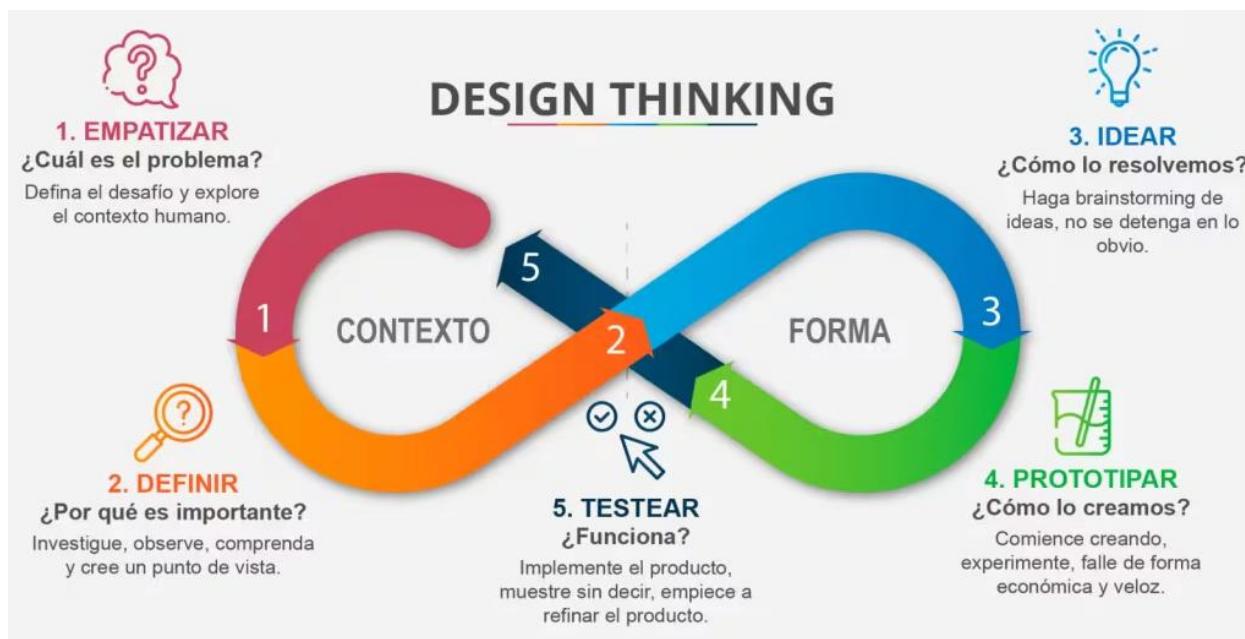 DESIGN THINKING
1. EMPATIZAR
¿Cuál es el problema?
Defina el desafío y explore
el contexto humano.
3. IDEAR
¿Cómo lo resolvemos?
Haga brainstorming de
ideas, no se detenga en lo
obvio.
1
5
CONTEXTO
2
FORMA
3
4
2. DEFINIR
¿Por qué es importante?
Investigue, observe, comprenda
y cree un punto de vista.
5. TESTEAR
¿Funciona?
Implemente el producto,
muestre sin decir, empiece a
refinar el producto.
4. PROTOTIPAR
¿Cómo lo creamos?
Comience creando,
experimente, falle de forma
económica y veloz.